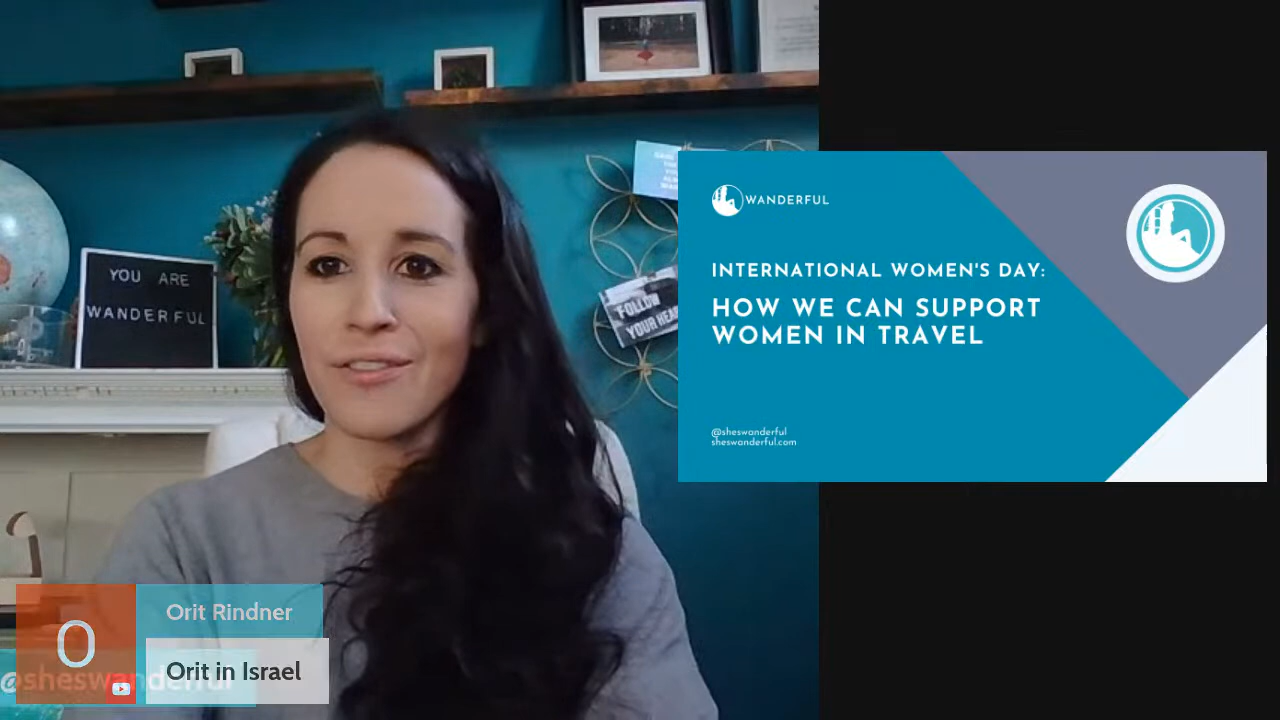 YOU ARE
WANDERFUL
FOLLOW
YOUR HEA
WANDERFUL
INTERNATIONAL WOMEN'S DAY:
HOW WE CAN SUPPORT
WOMEN IN TRAVEL
@sheswanderful
sheswanderful.com
O
Orit Rindner
Orit in Israel
@sheswanderful